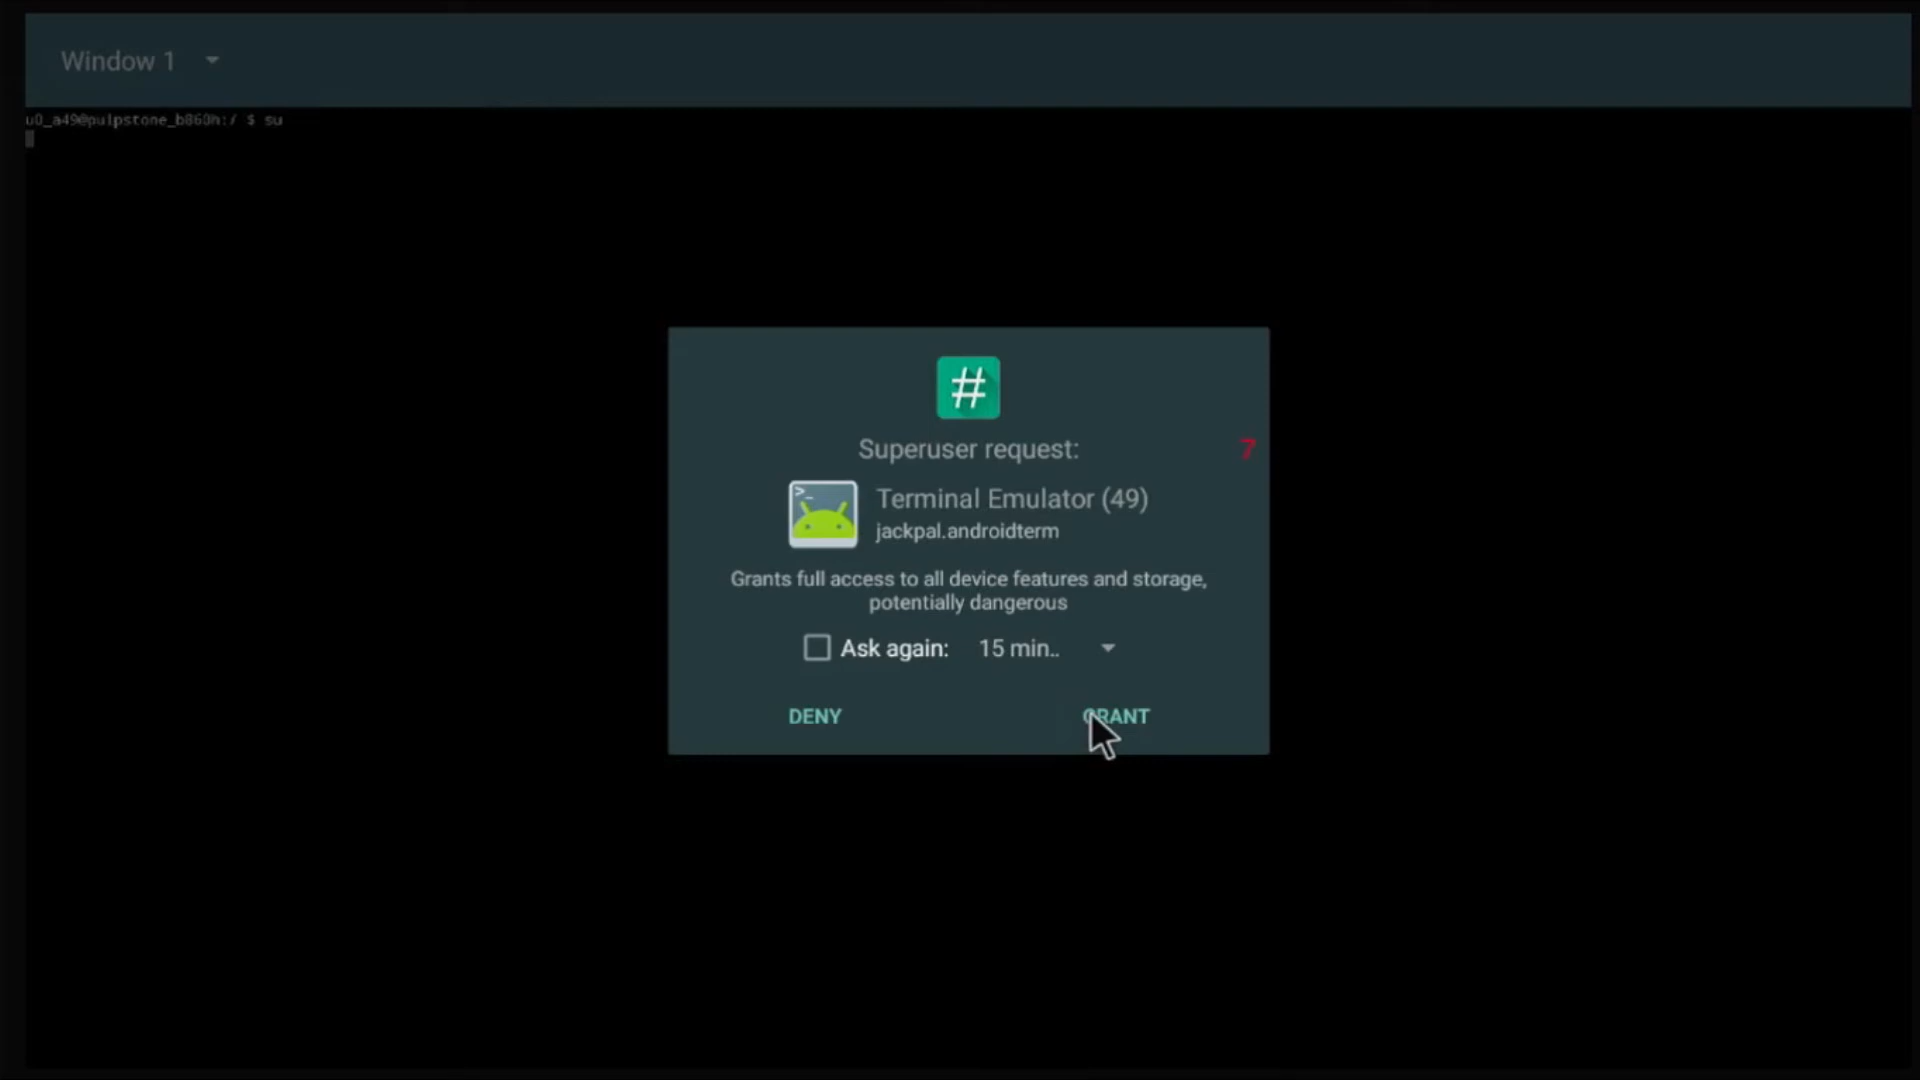 Window 1
u0_a49@pulpstone_b860h:/ $ su
#
Superuser request:
7
>_
Terminal Emulator (49)
jackpal.androidterm
Grants full access to all device features and storage,
potentially dangerous
Ask again: 15 min..
DENY GRANT